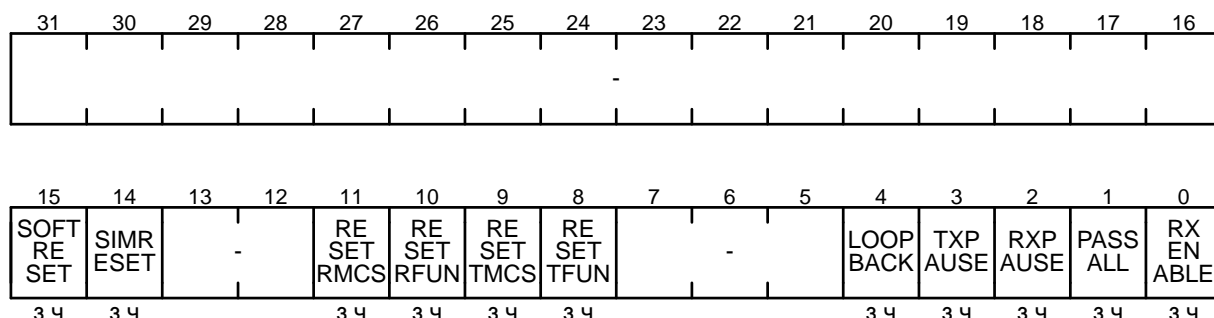 31 30 29 28 27 26 25 24 23 22 21 20 19 18 17 16
-
15 14 13 12 11 10 9 8 7 6 5 4 3 2 1 0
SOFT RE SET SIMR ESET - RE SET RMCS RE SET RFUN RE SET TMCS RE SET TFUN - LOOP BACK TXP AUSE RXP AUSE PASS ALL RX EN ABLE
з ч з ч з ч з ч з ч з ч з ч з ч з ч з ч з ч